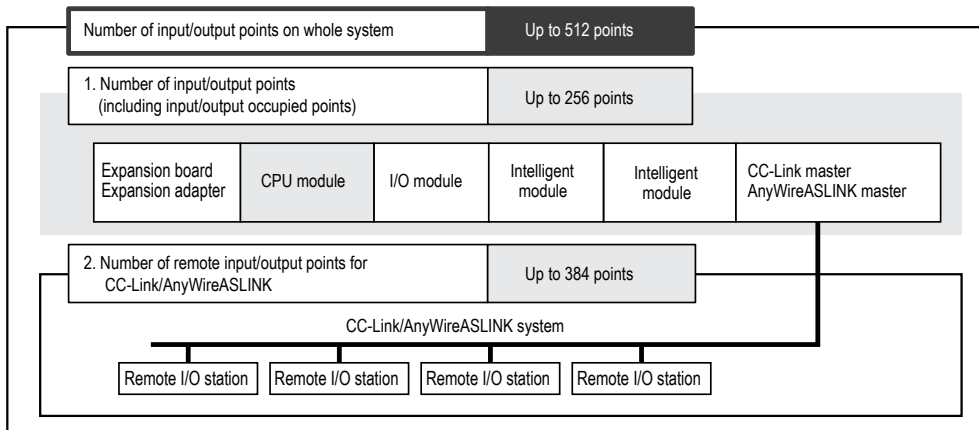 Number of input/output points on whole system
Up to 512 points
1. Number of input/output points
(including input/output occupied points)
Up to 256 points
Expansion board
Expansion adapter
CPU module
I/O module
Intelligent
module
Intelligent
module
CC-Link master
AnyWireASLINK master
2. Number of remote input/output points for
CC-Link/AnyWireASLINK
Up to 384 points
CC-Link/AnyWireASLINK system
Remote I/O station
Remote I/O station
Remote I/O station
Remote I/O station